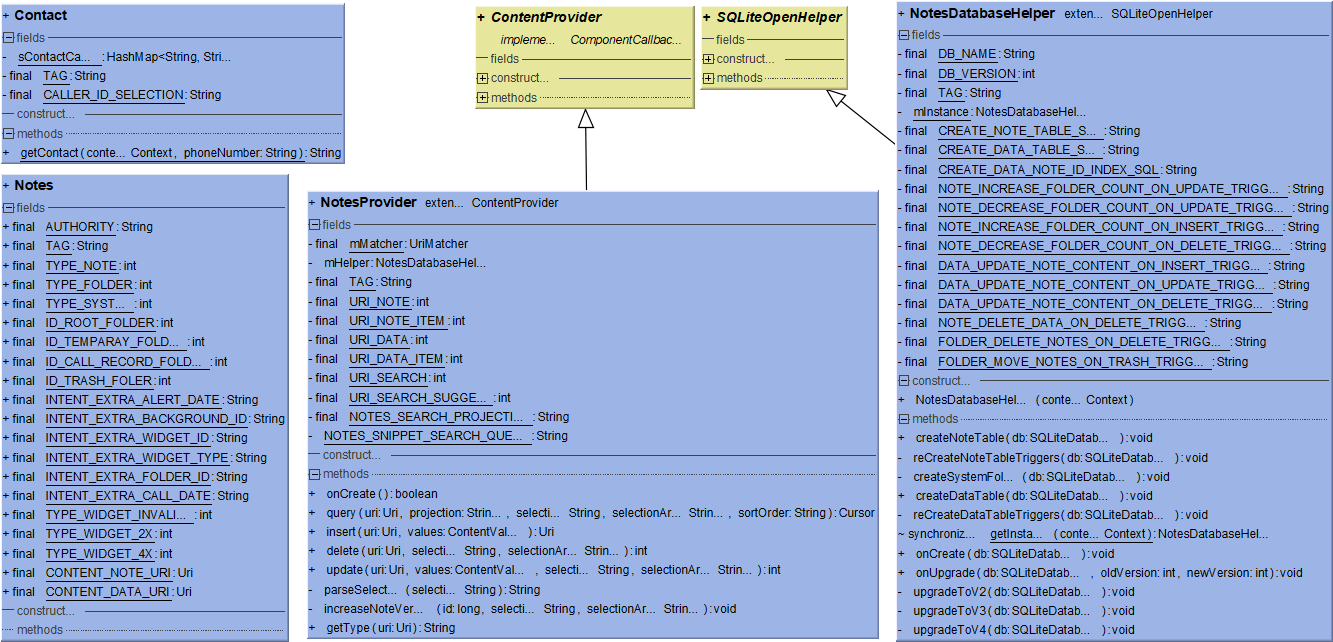 + Contact
fields
- sContactCa... :HashMap<String, Stri...
- final TAG:String
- final CALLER_ID_SELECTION:String
construct...
methods
+ getContact(conte... Context, phoneNumber:String):String
+ Notes
fields
+ final AUTHORITY:String
+ final TAG:String
+ final TYPE_NOTE:int
+ final TYPE_FOLDER:int
+ final TYPE_SYST... :int
+ final ID_ROOT_FOLDER:int
+ final ID_TEMPARAY_FOLD... :int
+ final ID_CALL_RECORD_FOLD... :int
+ final ID_TRASH_FOLER:int
+ final INTENT_EXTRA_ALERT_DATE:String
+ final INTENT_EXTRA_BACKGROUND_ID:String
+ final INTENT_EXTRA_WIDGET_ID:String
+ final INTENT_EXTRA_WIDGET_TYPE:String
+ final INTENT_EXTRA_FOLDER_ID:String
+ final INTENT_EXTRA_CALL_DATE:String
+ final TYPE_WIDGET_INVALI... :int
+ final TYPE_WIDGET_2X:int
+ final TYPE_WIDGET_4X:int
+ final CONTENT_NOTE_URI:Uri
+ final CONTENT_DATA_URI:Uri
construct...
methods
+ ContentProvider
impleme... ComponentCallbac...
fields
construct...
methods
+ SQLiteOpenHelper
fields
construct...
methods
+ NotesProvider exten... ContentProvider
fields
- final mMatcher:UriMatcher
- mHelper:NotesDatabaseHel...
- final TAG:String
- final URI_NOTE:int
- final URI_NOTE_ITEM:int
- final URI_DATA:int
- final URI_DATA_ITEM:int
- final URI_SEARCH:int
- final URI_SEARCH_SUGGE... :int
- final NOTES_SEARCH_PROJECTI... :String
- NOTES_SNIPPET_SEARCH_QUE... :String
construct...
methods
+ onCreate():boolean
+ query(uri:Uri, projection:Strin... , selecti... String, selectionAr... Strin... , sortOrder:String):Cursor
+ insert(uri:Uri, values:ContentVal... ):Uri
+ delete(uri:Uri, selecti... String, selectionAr... Strin... ):int
+ update(uri:Uri, values:ContentVal... , selecti... String, selectionAr... Strin... ):int
- parseSelect... (selecti... String):String
- increaseNoteVer... (id:long, selecti... String, selectionAr... Strin... ):void
+ getType(uri:Uri):String
+ NotesDatabaseHelper exten... SQLiteOpenHelper
fields
- final DB_NAME:String
- final DB_VERSION:int
- final TAG:String
- mInstance:NotesDatabaseHel...
- final CREATE_NOTE_TABLE_S... :String
- final CREATE_DATA_TABLE_S... :String
- final CREATE_DATA_NOTE_ID_INDEX_SQL:String
- final NOTE_INCREASE_FOLDER_COUNT_ON_UPDATE_TRIGG... :String
- final NOTE_DECREASE_FOLDER_COUNT_ON_UPDATE_TRIGG... :String
- final NOTE_INCREASE_FOLDER_COUNT_ON_INSERT_TRIGG... :String
- final NOTE_DECREASE_FOLDER_COUNT_ON_DELETE_TRIGG... :String
- final DATA_UPDATE_NOTE_CONTENT_ON_INSERT_TRIGG... :String
- final DATA_UPDATE_NOTE_CONTENT_ON_UPDATE_TRIGG... :String
- final DATA_UPDATE_NOTE_CONTENT_ON_DELETE_TRIGG... :String
- final NOTE_DELETE_DATA_ON_DELETE_TRIGG... :String
- final FOLDER_DELETE_NOTES_ON_DELETE_TRIGG... :String
- final FOLDER_MOVE_NOTES_ON_TRASH_TRIGG... :String
construct...
+ NotesDatabaseHel... (conte... Context)
methods
+ createNoteTable(db:SQLiteDatab... ):void
- reCreateNoteTableTriggers(db:SQLiteDatab... ):void
- createSystemFol... (db:SQLiteDatab... ):void
+ createDataTable(db:SQLiteDatab... ):void
- reCreateDataTableTriggers(db:SQLiteDatab... ):void
~ synchroniz... getInsta... (conte... Context):NotesDatabaseHel...
+ onCreate(db:SQLiteDatab... ):void
+ onUpgrade(db:SQLiteDatab... , oldVersion:int, newVersion:int):void
- upgradeToV2(db:SQLiteDatab... ):void
- upgradeToV3(db:SQLiteDatab... ):void
- upgradeToV4(db:SQLiteDatab... ):void